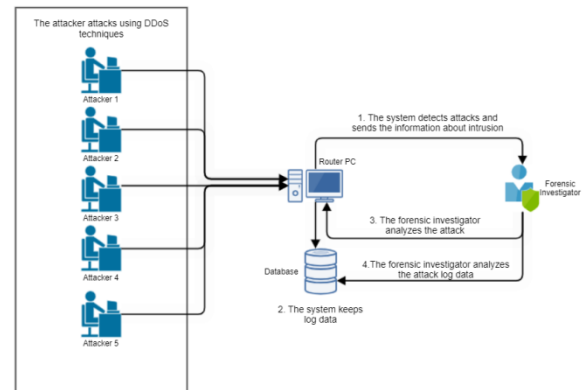 The attacker attacks using DDoS
techniques
Attacker 1
Attacker 2
Attacker 3
Attacker 4
Attacker 5
1. The system detects attacks and
sends the information about intrusion
Router PC
Forensic
Investigator
3. The forensic investigator
analyzes the attack
Database
4.The forensic investigator analyzes
the attack log data
2. The system keeps
log data